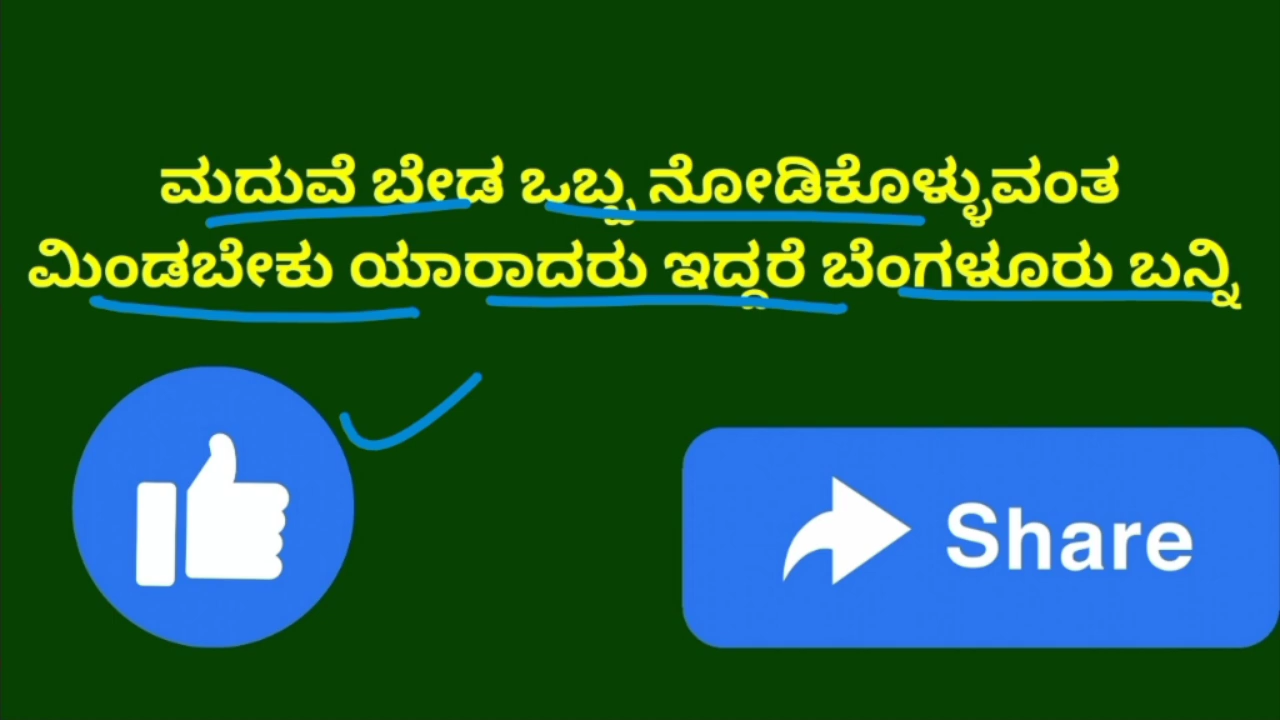 ಮದುವೆ ಬೇಡ ಒಬ್ಬ ನೋಡಿಕೊಳ್ಳುವಂತ
ಮಿಂಡಬೇಕು ಯಾರಾದರು ಇದ್ದರೆ ಬೆಂಗಳೂರು ಬನ್ನಿ
Share